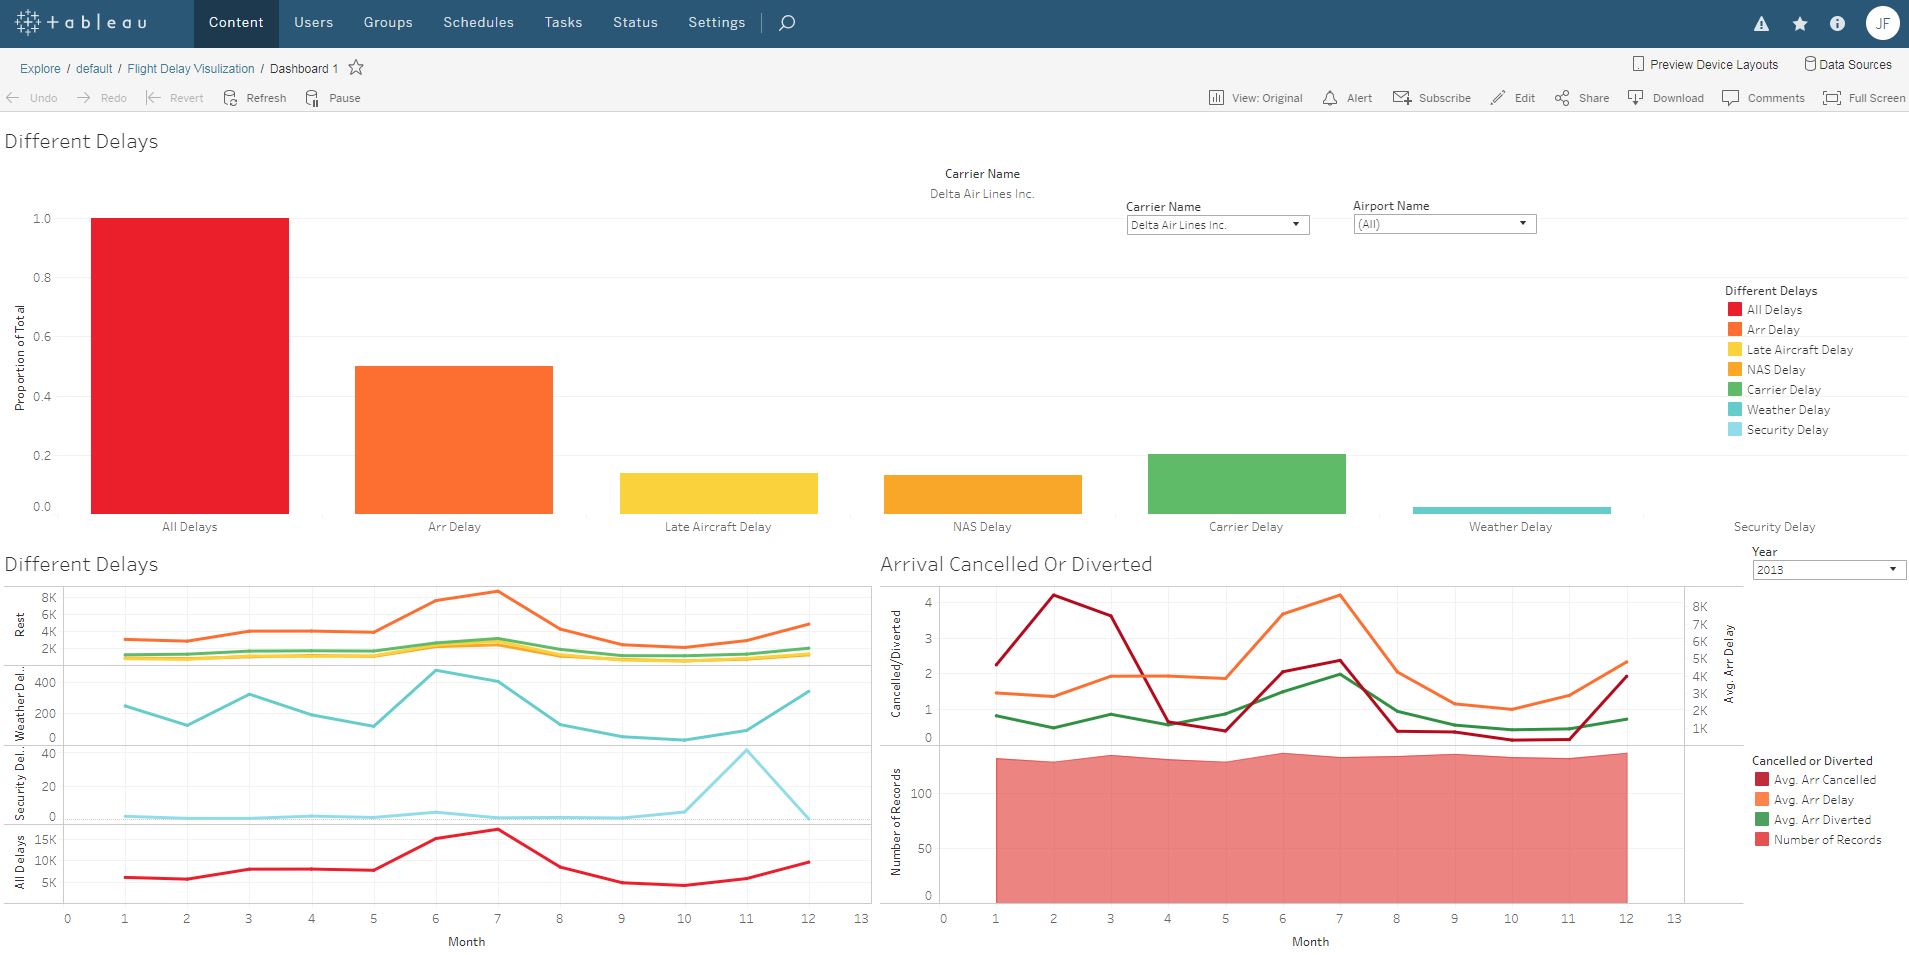 tableau Content Users Groups Schedules Tasks Status Settings JF
Explore / default / Flight Delay Visulization / Dashboard 1 Preview Device Layouts Data Sources
Undo Redo Revert Refresh Pause View: Original Alert Subscribe Edit Share Download Comments Full Screen
Different Delays
Carrier Name
Delta Air Lines Inc.
Carrier Name
Delta Air Lines Inc.
Airport Name
(All)
Proportion of Total
1.0
0.8
0.6
0.4
0.2
0.0
All Delays Arr Delay Late Aircraft Delay NAS Delay Carrier Delay Weather Delay Security Delay
Different Delays
All Delays
Arr Delay
Late Aircraft Delay
NAS Delay
Carrier Delay
Weather Delay
Security Delay
Different Delays
Rest
8K
6K
4K
2K
Weather Del..
400
200
0
Security Del..
40
20
0
All Delays
15K
10K
5K
0 1 2 3 4 5 6 7 8 9 10 11 12 13
Month
Arrival Cancelled Or Diverted
Cancelled/Diverted
4
3
2
1
0
8K
7K
6K
5K
4K
3K
2K
1K
Avg. Arr Delay
Number of Records
100
50
0
0 1 2 3 4 5 6 7 8 9 10 11 12 13
Month
Year
2013
Cancelled or Diverted
Avg. Arr Cancelled
Avg. Arr Delay
Avg. Arr Diverted
Number of Records